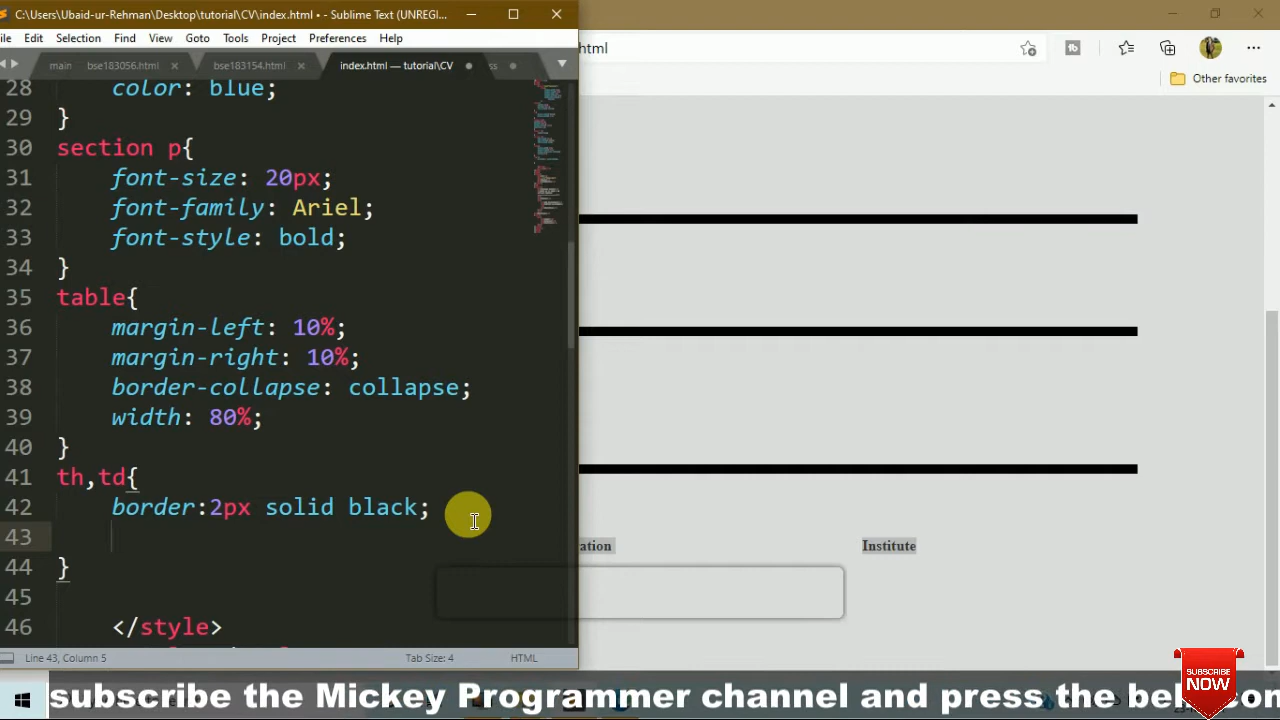 C:\Users\Ubaid-ur-Rehman\Desktop\tutorial\CV\index.html • - Sublime Text (UNREGI...
Edit Selection Find View Goto Tools Project Preferences Help
html
main bse183056.html bse183154.html index.html — tutorial\CV ss
Other favorites
28 color: blue;
29 }
30 section p{
31 font-size: 20px;
32 font-family: Ariel;
33 font-style: bold;
34 }
35 table{
36 margin-left: 10%;
37 margin-right: 10%;
38 border-collapse: collapse;
39 width: 80%;
40 }
41 th,td{
42 border:2px solid black;
43
44 }
45
46 </style>
ation Institute
Line 43, Column 5 Tab Size: 4 HTML
subscribe the Mickey Programmer channel and press the bell
SUBSCRIBE
NOW